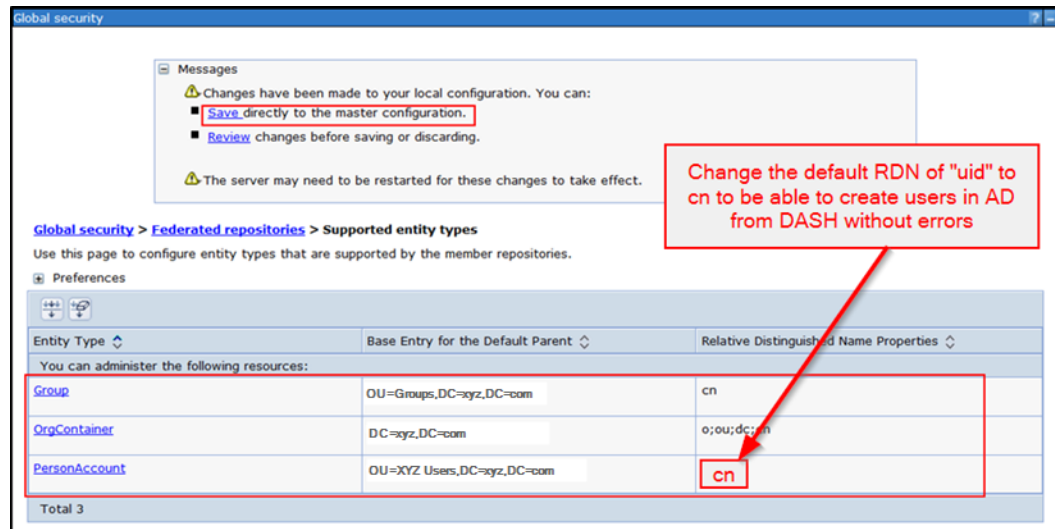 Global security
? –
Messages
Changes have been made to your local configuration. You can:
Save directly to the master configuration.
Review changes before saving or discarding.
The server may need to be restarted for these changes to take effect.
Change the default RDN of "uid" to
cn to be able to create users in AD
from DASH without errors
Global security > Federated repositories > Supported entity types
Use this page to configure entity types that are supported by the member repositories.
Preferences
Entity Type Base Entry for the Default Parent Relative Distinguished Name Properties
You can administer the following resources:
Group OU=Groups,DC=xyz,DC=com cn
OrgContainer DC=xyz,DC=com o;ou;dc;cn
PersonAccount OU=XYZ Users,DC=xyz,DC=com cn
Total 3